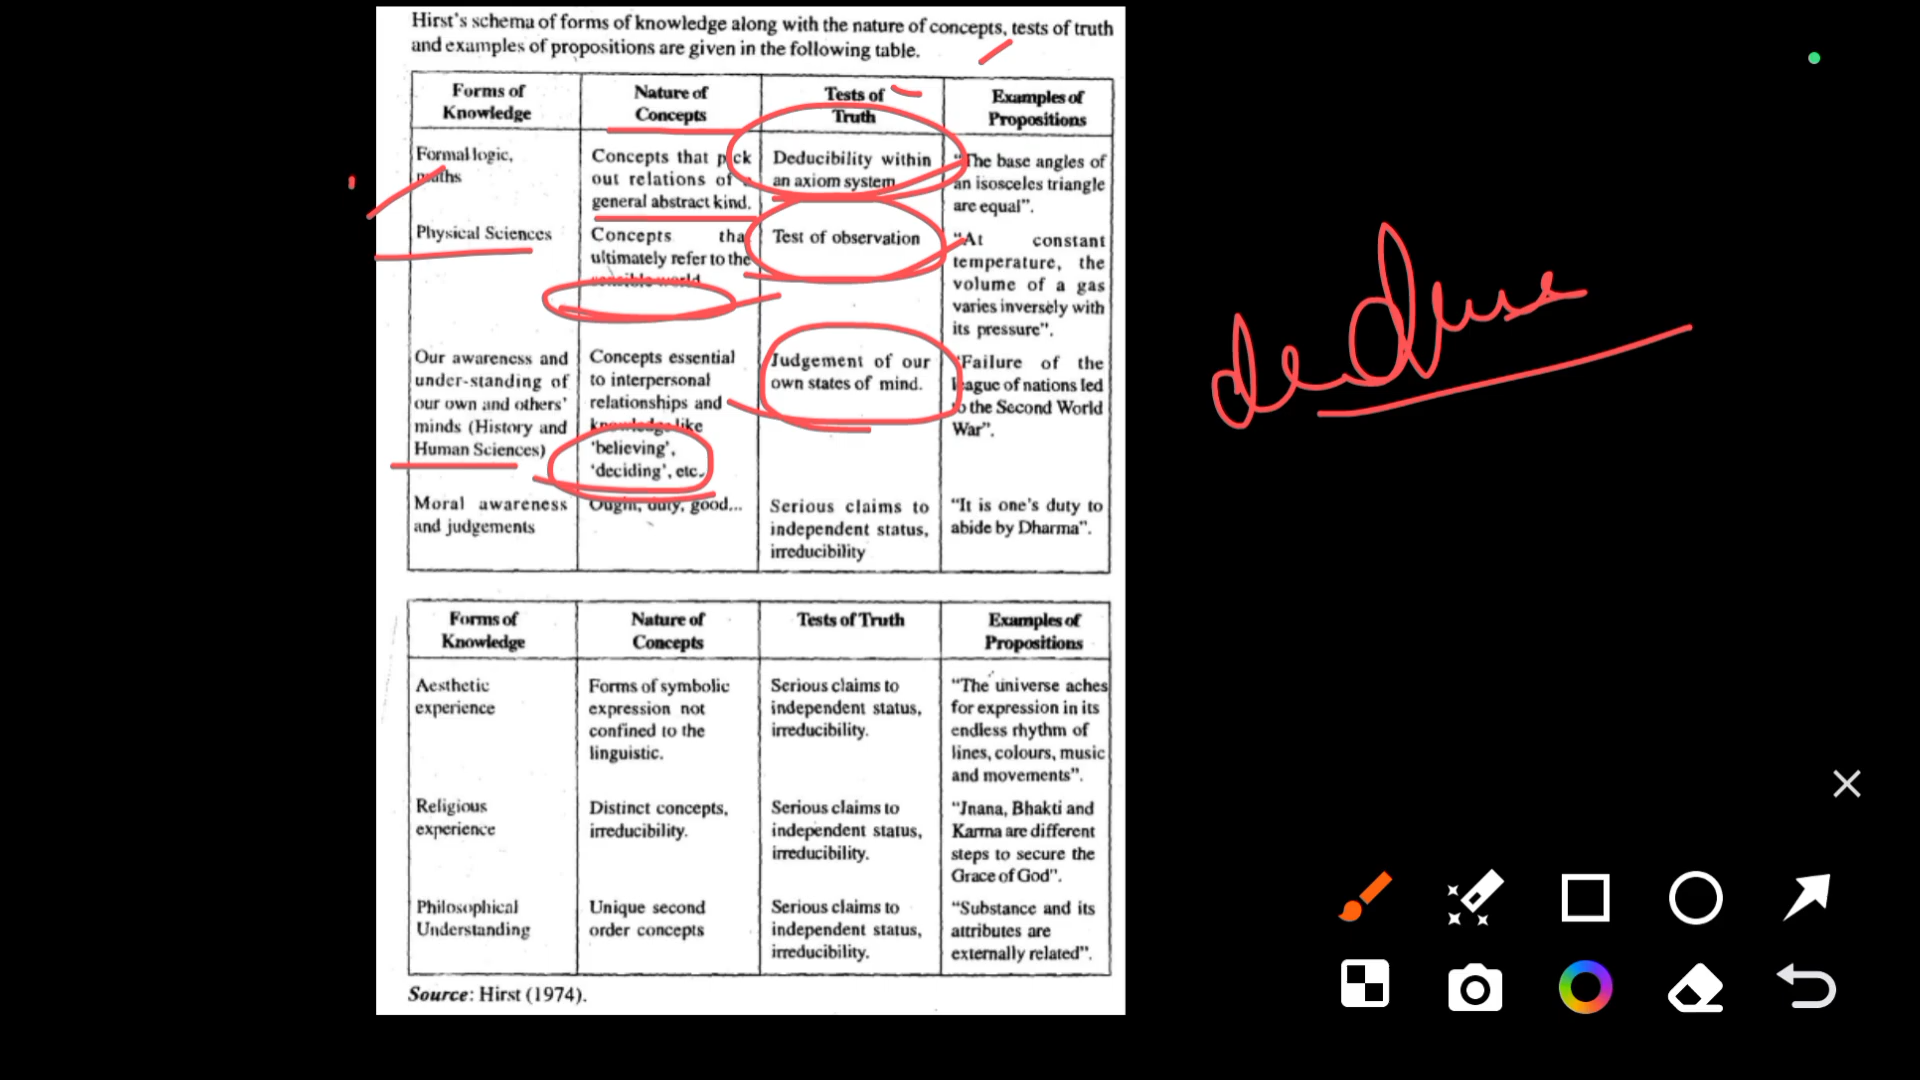 Hirst's schema of forms of knowledge along with the nature of concepts, tests of truth
and examples of propositions are given in the following table.
Forms of
Knowledge
Nature of
Concepts
Tests of
Truth
Examples of
Propositions
Formal logic,
maths
Concepts that pick
out relations of a
general abstract kind.
Deducibility within
an axiom system
"The base angles of
an isosceles triangle
are equal".
Physical Sciences
Concepts that
ultimately refer to the
sensible world
Test of observation
"At constant
temperature, the
volume of a gas
varies inversely with
its pressure".
Our awareness and
under-standing of
our own and others'
minds (History and
Human Sciences)
Concepts essential
to interpersonal
relationships and
knowledge like
'believing',
'deciding', etc.
Judgement of our
own states of mind.
"Failure of the
league of nations led
to the Second World
War".
Moral awareness
and judgements
Ought, duty, good...
Serious claims to
independent status,
irreducibility
"It is one's duty to
abide by Dharma".
Forms of
Knowledge
Nature of
Concepts
Tests of Truth
Examples of
Propositions
Aesthetic
experience
Forms of symbolic
expression not
confined to the
linguistic.
Serious claims to
independent status,
irreducibility.
"The universe aches
for expression in its
endless rhythm of
lines, colours, music
and movements".
Religious
experience
Distinct concepts,
irreducibility.
Serious claims to
independent status,
irreducibility.
"Jnana, Bhakti and
Karma are different
steps to secure the
Grace of God".
Philosophical
Understanding
Unique second
order concepts
Serious claims to
independent status,
irreducibility.
"Substance and its
attributes are
externally related".
Source: Hirst (1974).